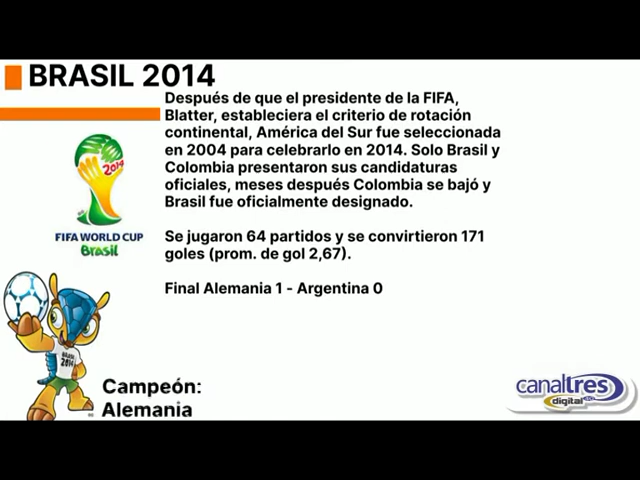 BRASIL 2014
Después de que el presidente de la FIFA,
Blatter, estableciera el criterio de rotación
continental, América del Sur fue seleccionada
en 2004 para celebrarlo en 2014. Solo Brasil y
Colombia presentaron sus candidaturas
oficiales, meses después Colombia se bajó y
Brasil fue oficialmente designado.
2014
FIFA WORLD CUP
Brasil
Se jugaron 64 partidos y se convirtieron 171
goles (prom. de gol 2,67).
Final Alemania 1 - Argentina 0
BRASIL
2014
Campeón:
Alemania
canaltres
digital